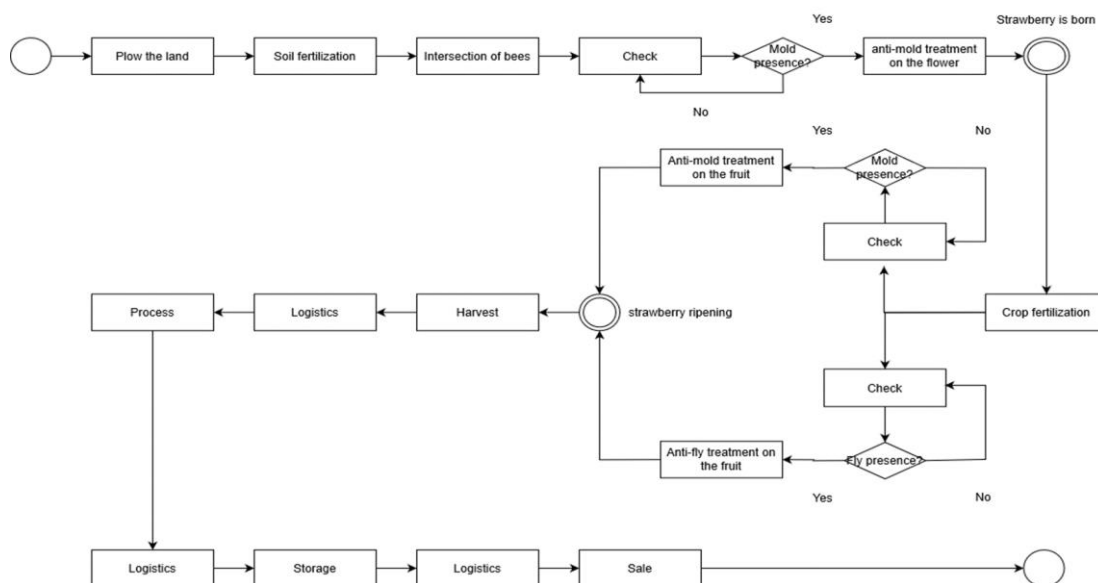 Yes
Strawberry is born
Plow the land
Soil fertilization
Intersection of bees
Check
Mold
presence?
anti-mold treatment
on the flower
No
Yes
No
Anti-mold treatment
on the fruit
Mold
presence?
Check
Process
Logistics
Harvest
strawberry ripening
Crop fertilization
Check
Anti-fly treatment on
the fruit
Fly presence?
Yes
No
Logistics
Storage
Logistics
Sale